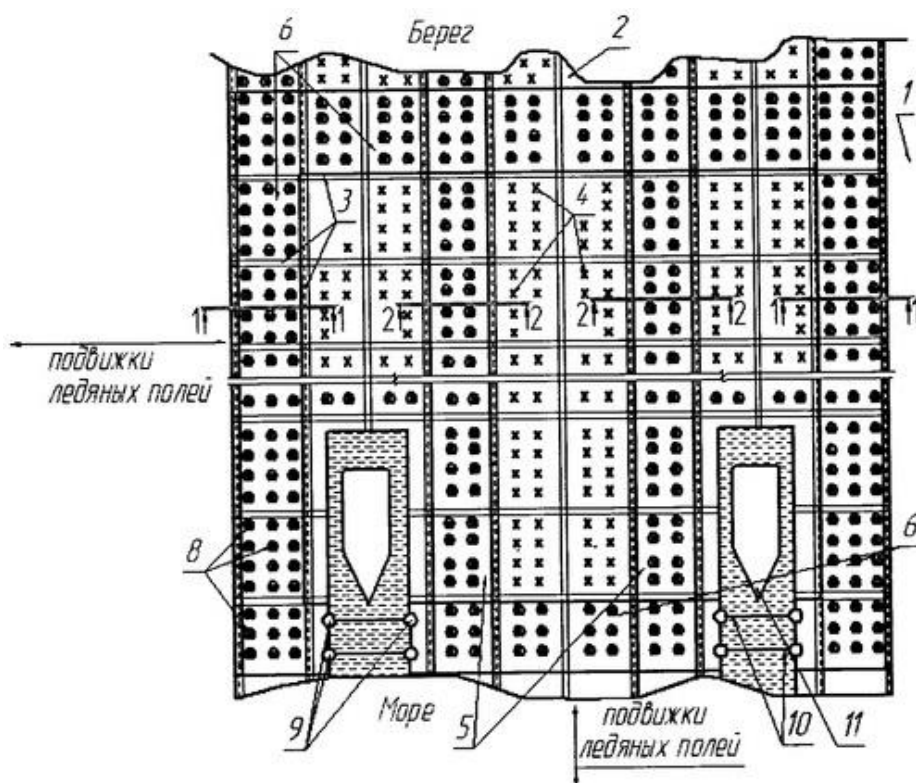 6
Берег
2
1
3
4
1 1 2 2 2 2 1 1
подвижки
ледяных полей
8
6
9
Море
5
подвижки
ледяных полей
10
11